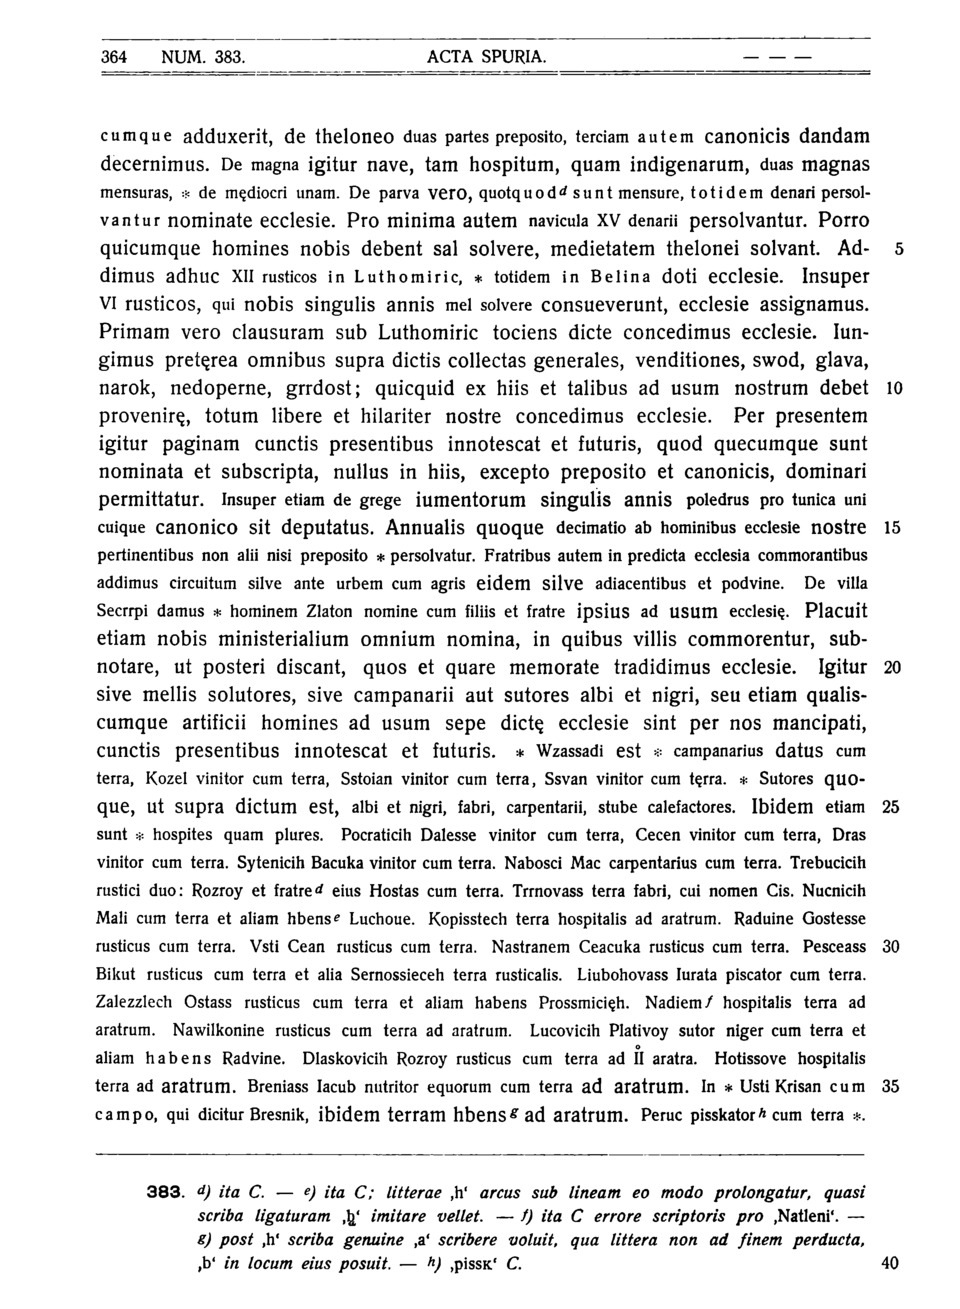 364 NUM. 383. ACTA SPURIA. — — —
cumque adduxerit, de theloneo duas partes preposito, terciam autem canonicis dandam
decernimus. De magna igitur nave, tam hospitum, quam indigenarum, duas magnas
mensuras, * de mędiocri unam. De parva vero, quotquod d sunt mensure, totidem denari persol-
vantur nominate ecclesie. Pro minima autem navicula XV denarii persolvantur. Porro
quicumque homines nobis debent sal solvere, medietatem thelonei solvant. Ad- 5
dimus adhuc XII rusticos in Luthomiric, * totidem in Belina doti ecclesie. Insuper
VI rusticos, qui nobis singulis annis mel solvere consueverunt, ecclesie assignamus.
Primam vero clausuram sub Luthomiric tociens dicte concedimus ecclesie. Iun-
gimus pretęrea omnibus supra dictis collectas generales, venditiones, swod, glava,
narok, nedoperne, grrdost; quicquid ex hiis et talibus ad usum nostrum debet 10
provenirę, totum libere et hilariter nostre concedimus ecclesie. Per presentem
igitur paginam cunctis presentibus innotescat et futuris, quod quecumque sunt
nominata et subscripta, nullus in hiis, excepto preposito et canonicis, dominari
permittatur. Insuper etiam de grege iumentorum singulis annis poledrus pro tunica uni
cuique canonico sit deputatus. Annualis quoque decimatio ab hominibus ecclesie nostre 15
pertinentibus non alii nisi preposito * persolvatur. Fratribus autem in predicta ecclesia commorantibus
addimus circuitum silve ante urbem cum agris eidem silve adiacentibus et podvine. De villa
Secrrpi damus * hominem Zlaton nomine cum filiis et fratre ipsius ad usum ecclesię. Placuit
etiam nobis ministerialium omnium nomina, in quibus villis commorentur, sub-
notare, ut posteri discant, quos et quare memorate tradidimus ecclesie. Igitur 20
sive mellis solutores, sive campanarii aut sutores albi et nigri, seu etiam qualis-
cumque artificii homines ad usum sepe dictę ecclesie sint per nos mancipati,
cunctis presentibus innotescat et futuris. * Wzassadi est * campanarius datus cum
terra, Kozel vinitor cum terra, Sstoian vinitor cum terra, Ssvan vinitor cum tęrra. * Sutores quo-
que, ut supra dictum est, albi et nigri, fabri, carpentarii, stube calefactores. Ibidem etiam 25
sunt * hospites quam plures. Pocraticih Dalesse vinitor cum terra, Cecen vinitor cum terra, Dras
vinitor cum terra. Sytenicih Bacuka vinitor cum terra. Nabosci Mac carpentarius cum terra. Trebucicih
rustici duo: Rozroy et fratre d eius Hostas cum terra. Trrnovass terra fabri, cui nomen Cis. Nucnicih
Mali cum terra et aliam hbens e Luchoue. Kopisstech terra hospitalis ad aratrum. Raduine Gostesse
rusticus cum terra. Vsti Cean rusticus cum terra. Nastranem Ceacuka rusticus cum terra. Pesceass 30
Bikut rusticus cum terra et alia Sernossieceh terra rusticalis. Liubohovass Iurata piscator cum terra.
Zalezzlech Ostass rusticus cum terra et aliam habens Prossmicięh. Nadiem f hospitalis terra ad
aratrum. Nawilkonine rusticus cum terra ad aratrum. Lucovicih Plativoy sutor niger cum terra et
aliam habens Radvine. Dlaskovicih Rozroy rusticus cum terra ad II̊ aratra. Hotissove hospitalis
terra ad aratrum. Breniass Iacub nutritor equorum cum terra ad aratrum. In * Usti Krisan cum 35
campo, qui dicitur Bresnik, ibidem terram hbens g ad aratrum. Peruc pisskator h cum terra *.
383. d) ita C. — e) ita C; litterae ‚h‘ arcus sub lineam eo modo prolongatur, quasi
scriba ligaturam ‚ḫ‘ imitare vellet. — f) ita C errore scriptoris pro ‚Natleni‘. —
g) post ‚h‘ scriba genuine ‚a‘ scribere voluit, qua littera non ad finem perducta,
‚b‘ in locum eius posuit. — h) ‚pissĸ‘ C. 40